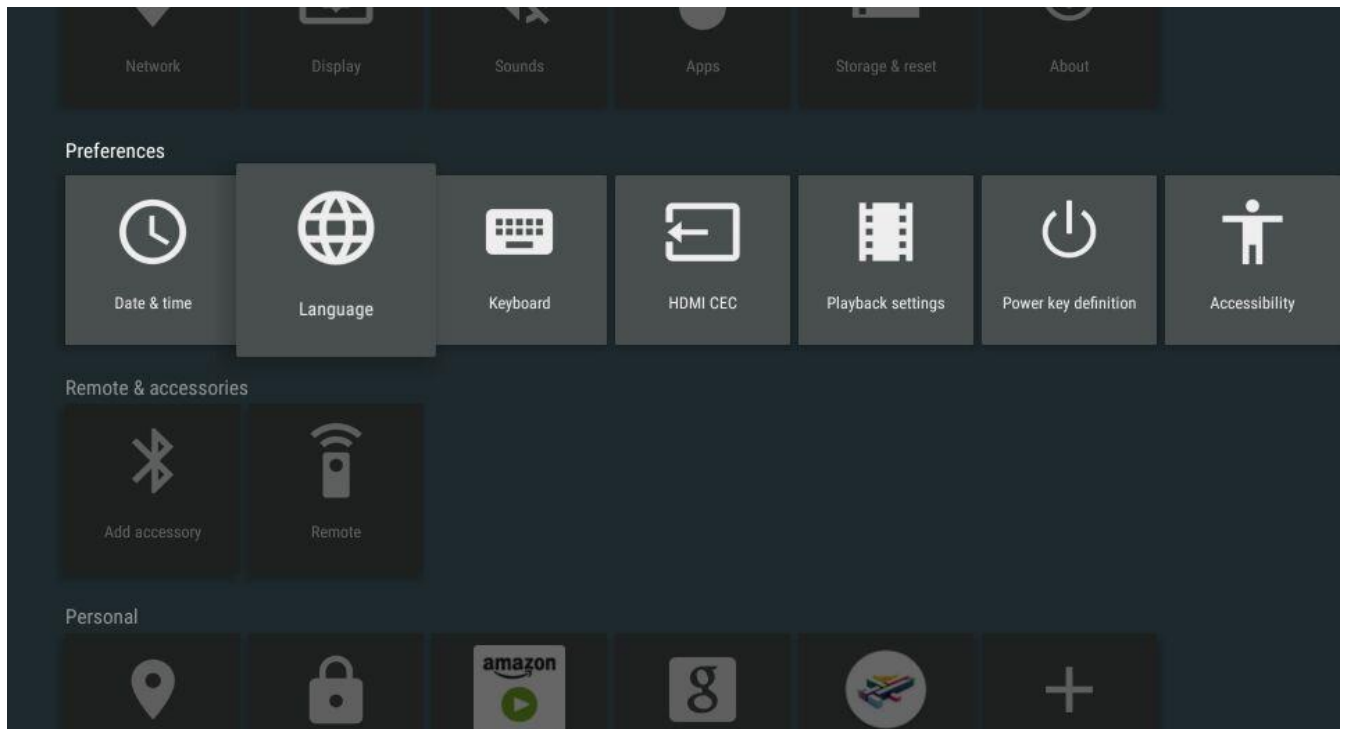 Network
Display
Sounds
Apps
Storage & reset
About
Preferences
Date & time
Language
Keyboard
HDMI CEC
Playback settings
Power key definition
Accessibility
Remote & accessories
Add accessory
Remote
Personal
amazon
g